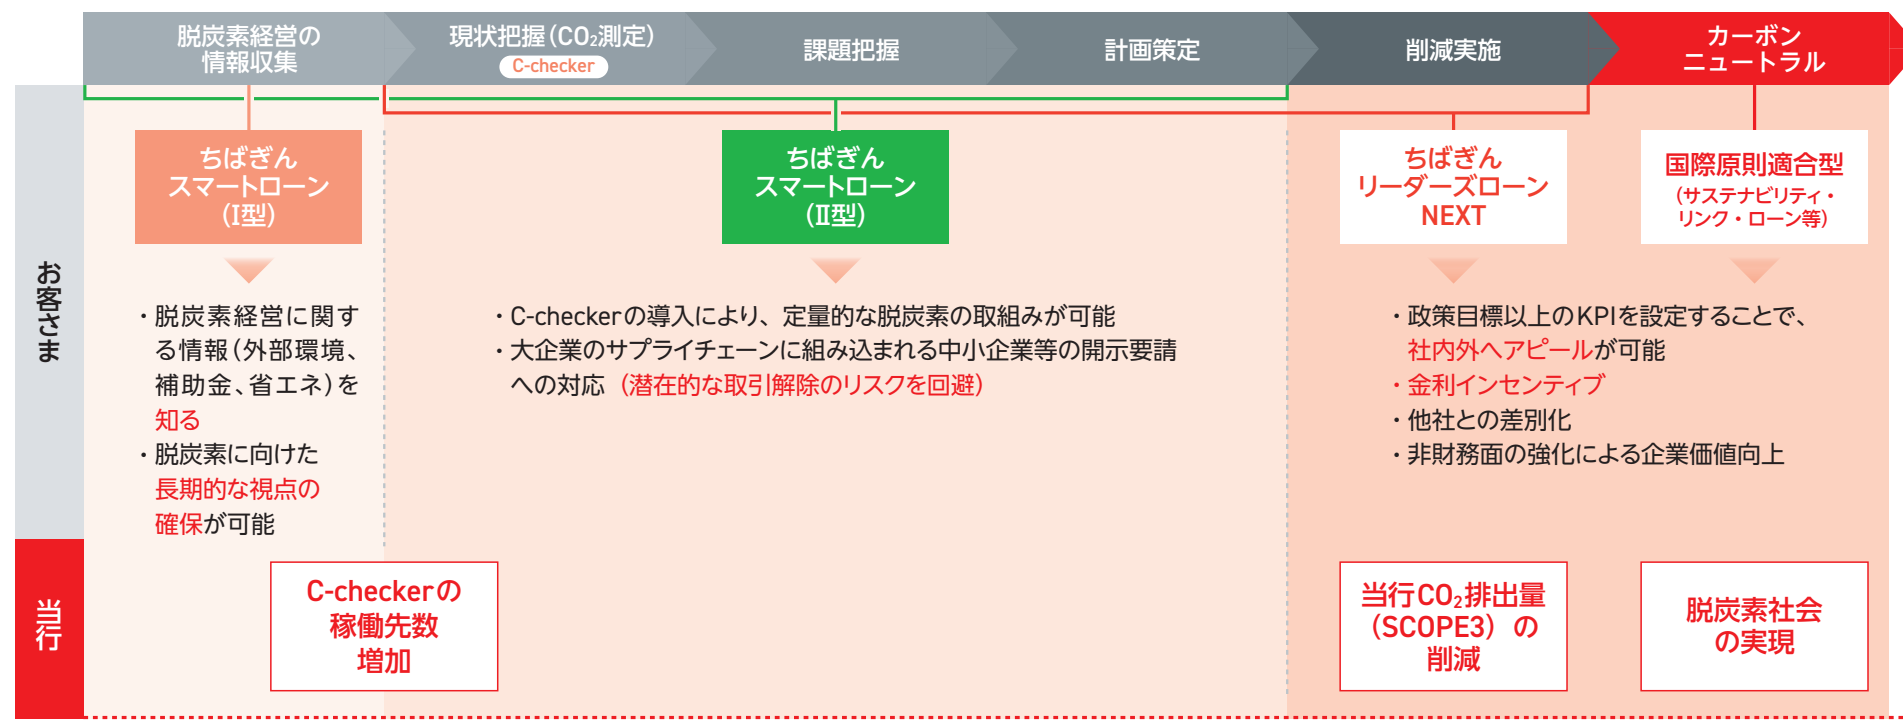 脱炭素経営の
情報収集
現状把握(CO₂測定)
C-checker
課題把握
計画策定
削減実施
カーボン
ニュートラル
お客さま
ちばぎん
スマートローン
(Ⅰ型)
・脱炭素経営に関す
る情報(外部環境、
補助金、省エネ)を
知る
・脱炭素に向けた
長期的な視点の
確保が可能
ちばぎん
スマートローン
(Ⅱ型)
・C-checkerの導入により、定量的な脱炭素の取組みが可能
・大企業のサプライチェーンに組み込まれる中小企業等の開示要請
への対応(潜在的な取引解除のリスクを回避)
ちばぎん
リーダーズローン
NEXT
国際原則適合型
(サステナビリティ・
リンク・ローン等)
・政策目標以上のKPIを設定することで、
社内外へアピールが可能
・金利インセンティブ
・他社との差別化
・非財務面の強化による企業価値向上
当行
C-checkerの
稼働先数
増加
当行CO₂排出量
(SCOPE3)の
削減
脱炭素社会
の実現